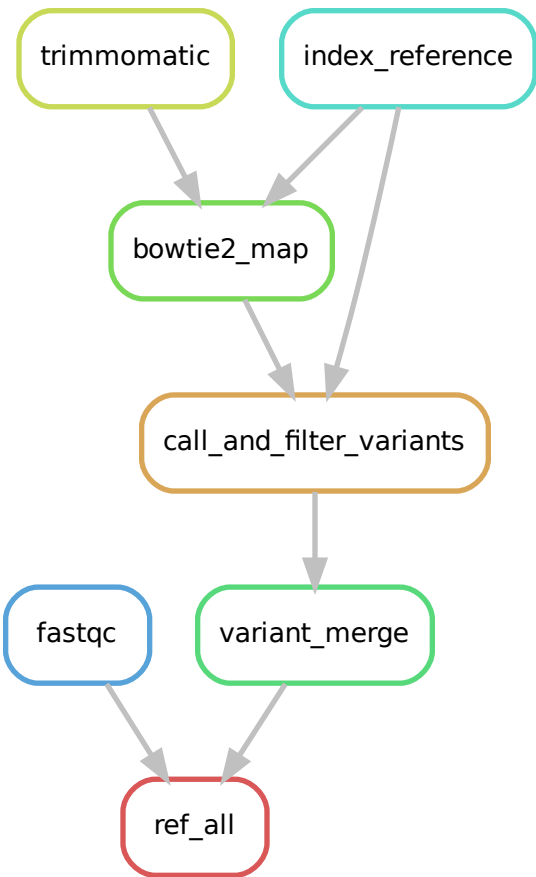 trimmomatic
index_reference
bowtie2_map
call_and_filter_variants
fastqc
variant_merge
ref_all